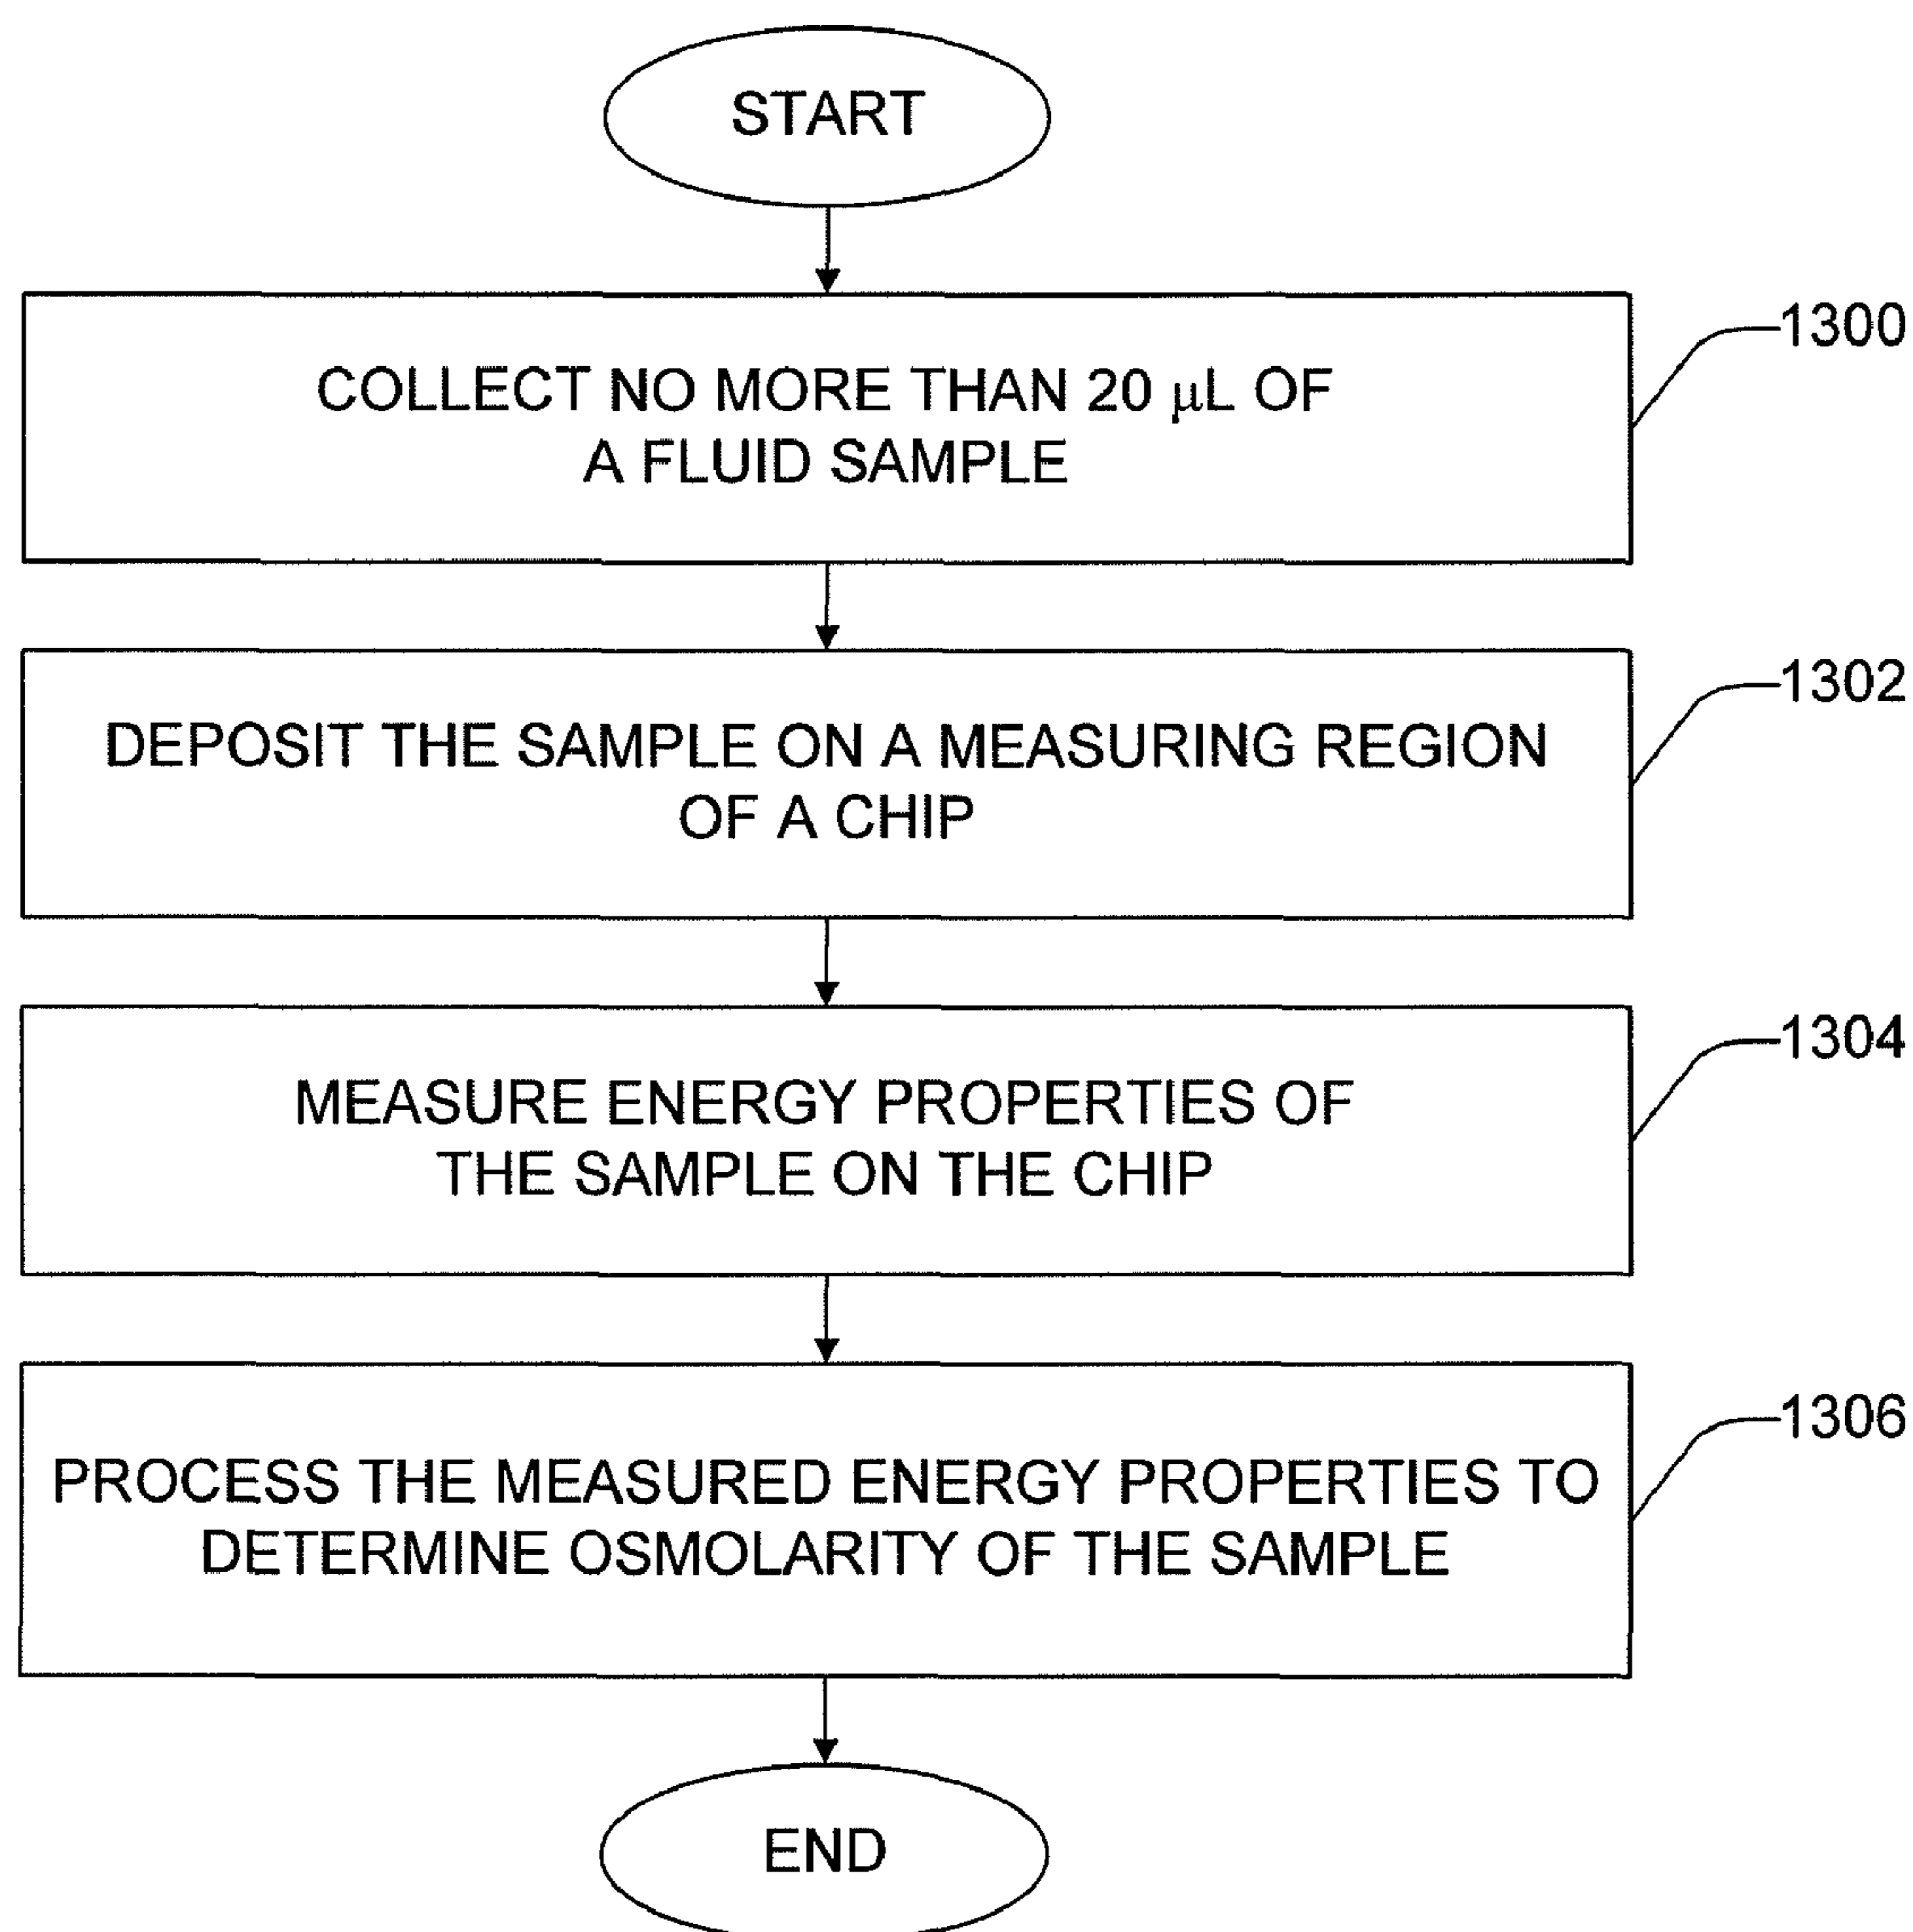 START
COLLECT NO MORE THAN 20 μL OF
A FLUID SAMPLE
1300
DEPOSIT THE SAMPLE ON A MEASURING REGION
OF A CHIP
1302
MEASURE ENERGY PROPERTIES OF
THE SAMPLE ON THE CHIP
1304
PROCESS THE MEASURED ENERGY PROPERTIES TO
DETERMINE OSMOLARITY OF THE SAMPLE
1306
END